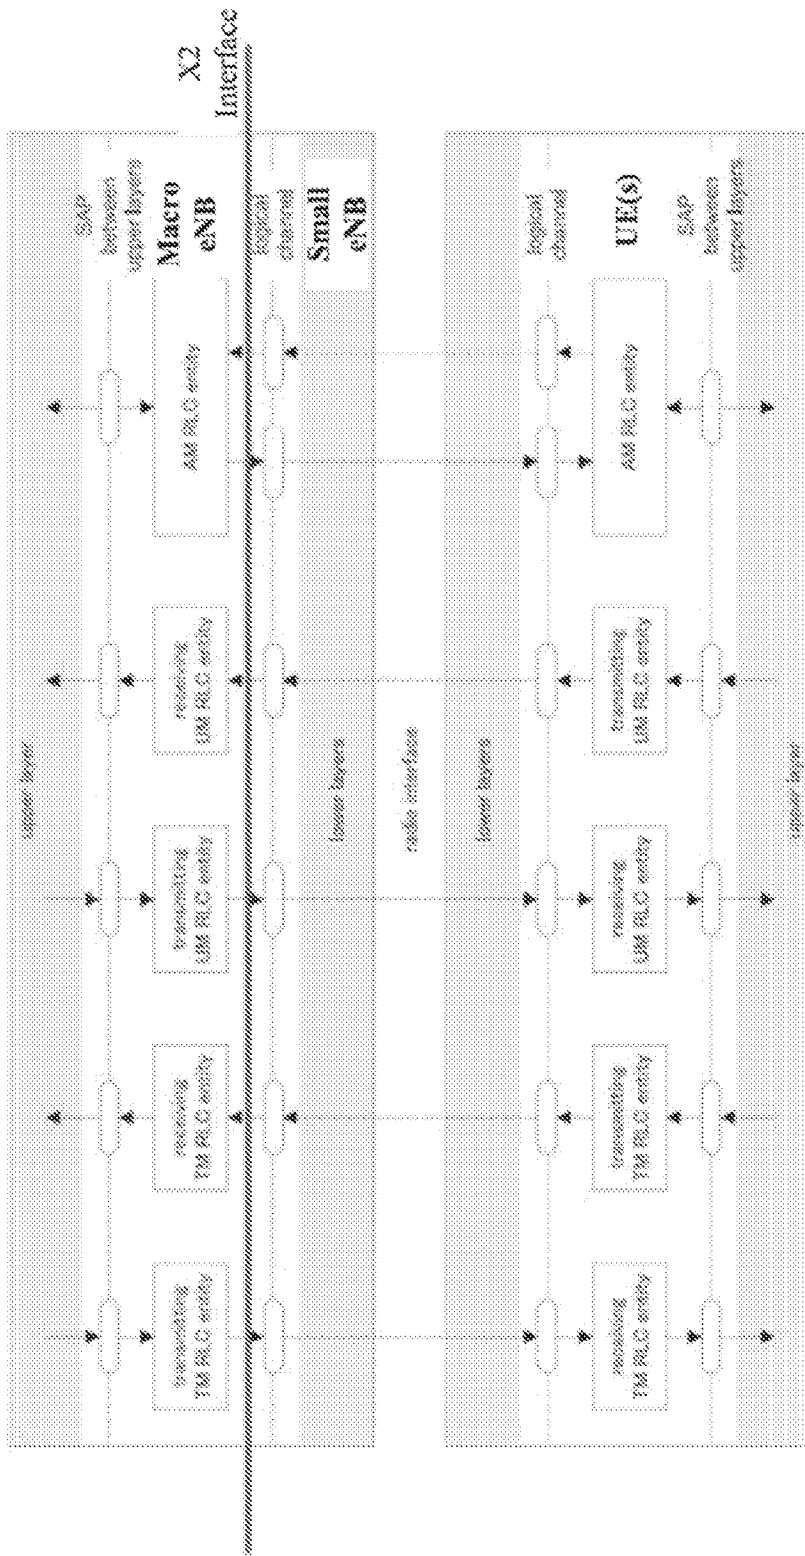 upper layer
SAP
between
upper layers
transmitting
TM RLC entity
receiving
TM RLC entity
transmitting
UM RLC entity
receiving
UM RLC entity
AM RLC entity
Macro
eNB
X2
Interface
logical
channel
Small
eNB
lower layers
radio interface
lower layers
logical
channel
receiving
TM RLC entity
transmitting
TM RLC entity
receiving
UM RLC entity
transmitting
UM RLC entity
AM RLC entity
UE(s)
SAP
between
upper layers
upper layer